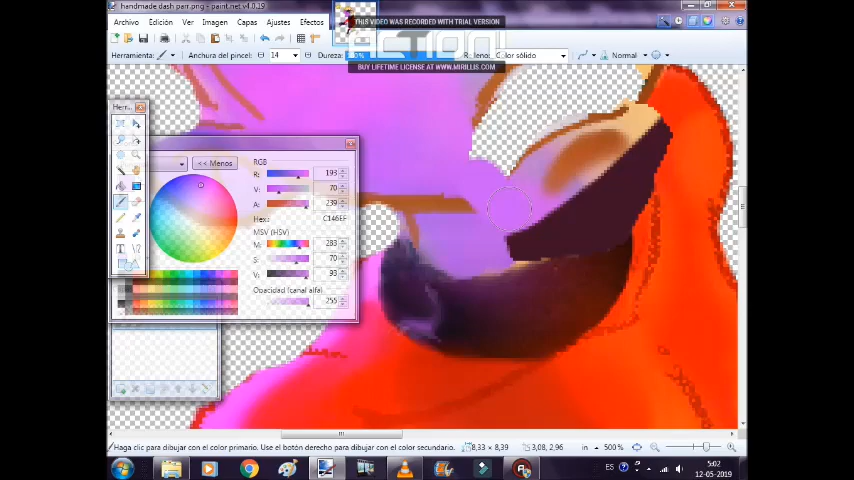 handmade dash parr.png - paint.net v4.0.19
THIS VIDEO WAS RECORDED WITH TRIAL VERSION
BUY LIFETIME LICENSE AT WWW.MIRILLIS.COM
Archivo Edición Ver Imagen Capas Ajustes Efectos
Herramienta: Anchura del pincel: 14 Dureza: Color sólido Normal
Herr...
<< Menos
RGB
R: 193
V: 70
A: 239
Hex: C146EF
MSV (HSV)
M: 283
S: 70
V: 93
Opacidad (canal alfa)
255
Haga clic para dibujar con el color primario. Use el botón derecho para dibujar con el color secundario. 8,33 × 8,39 3,08, 2,96 in 500 %
ES 5:02
12-05-2019